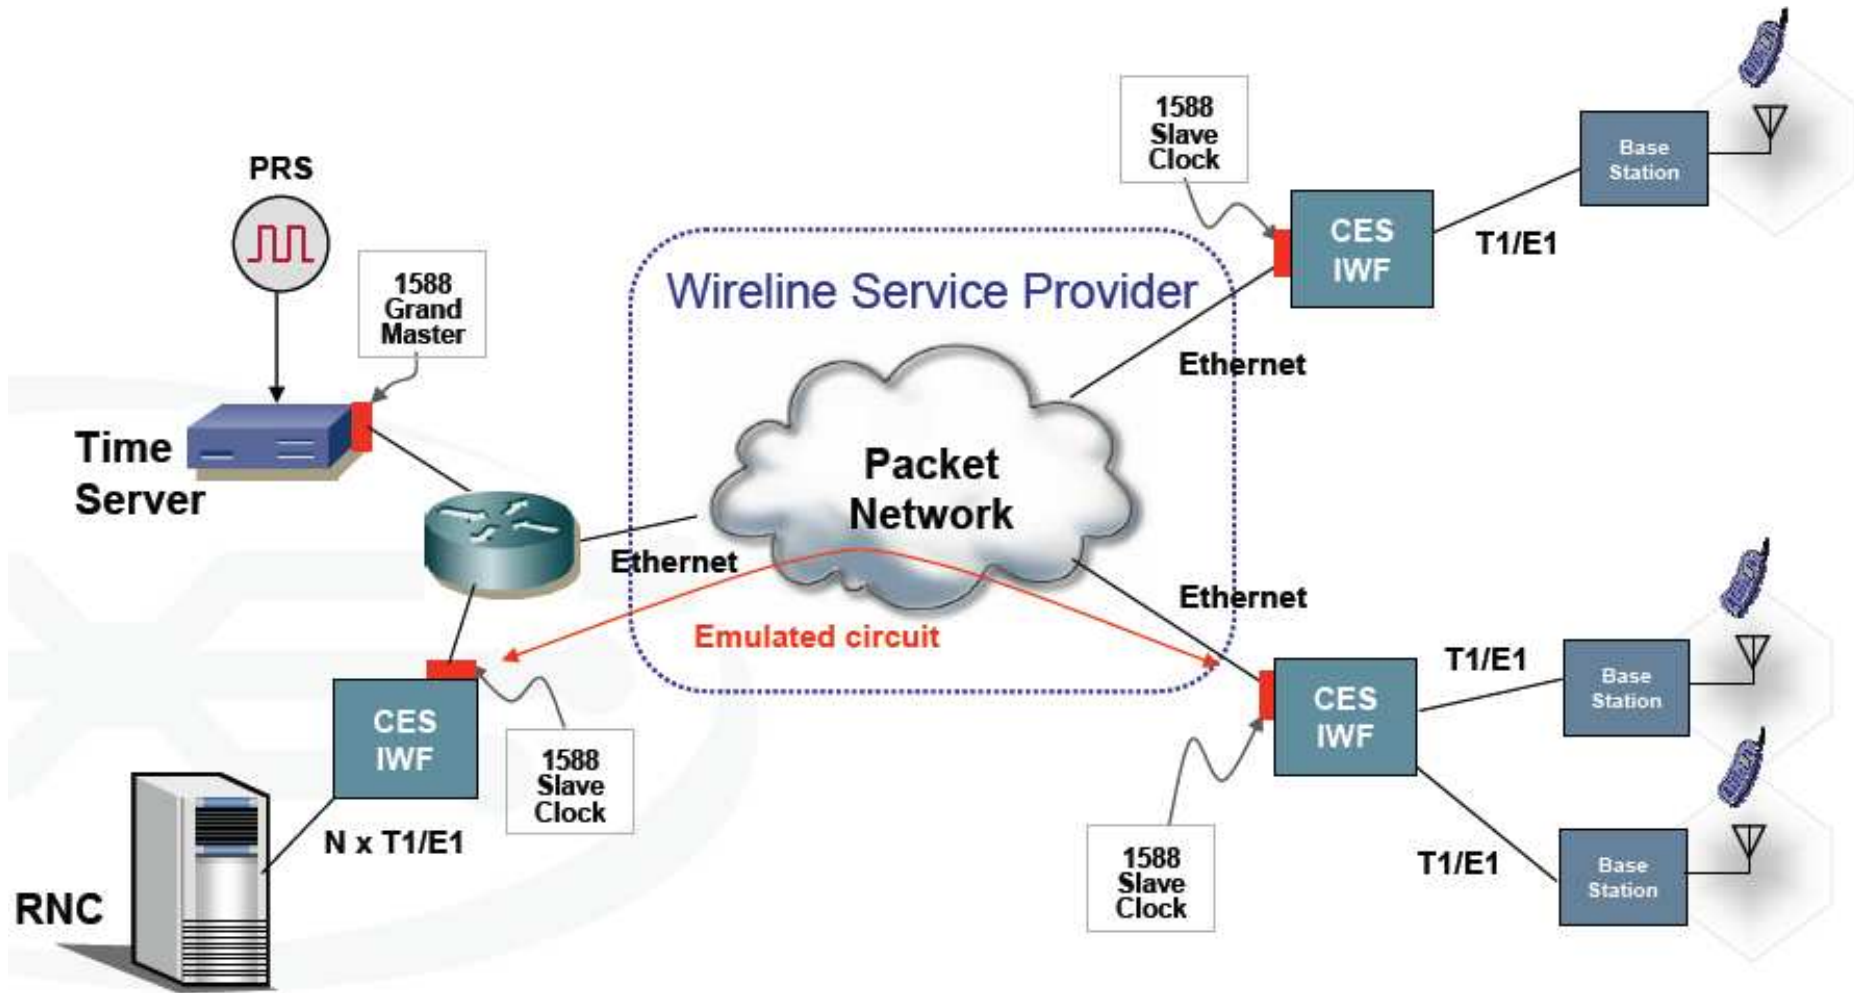 PRS
1588
Grand
Master
Time
Server
1588
Slave
Clock
CES
IWF
T1/E1
Base
Station
Wireline Service Provider
Ethernet
Packet
Network
Ethernet
Emulated circuit
Ethernet
CES
IWF
1588
Slave
Clock
N x T1/E1
RNC
CES
IWF
1588
Slave
Clock
T1/E1
Base
Station
T1/E1
Base
Station